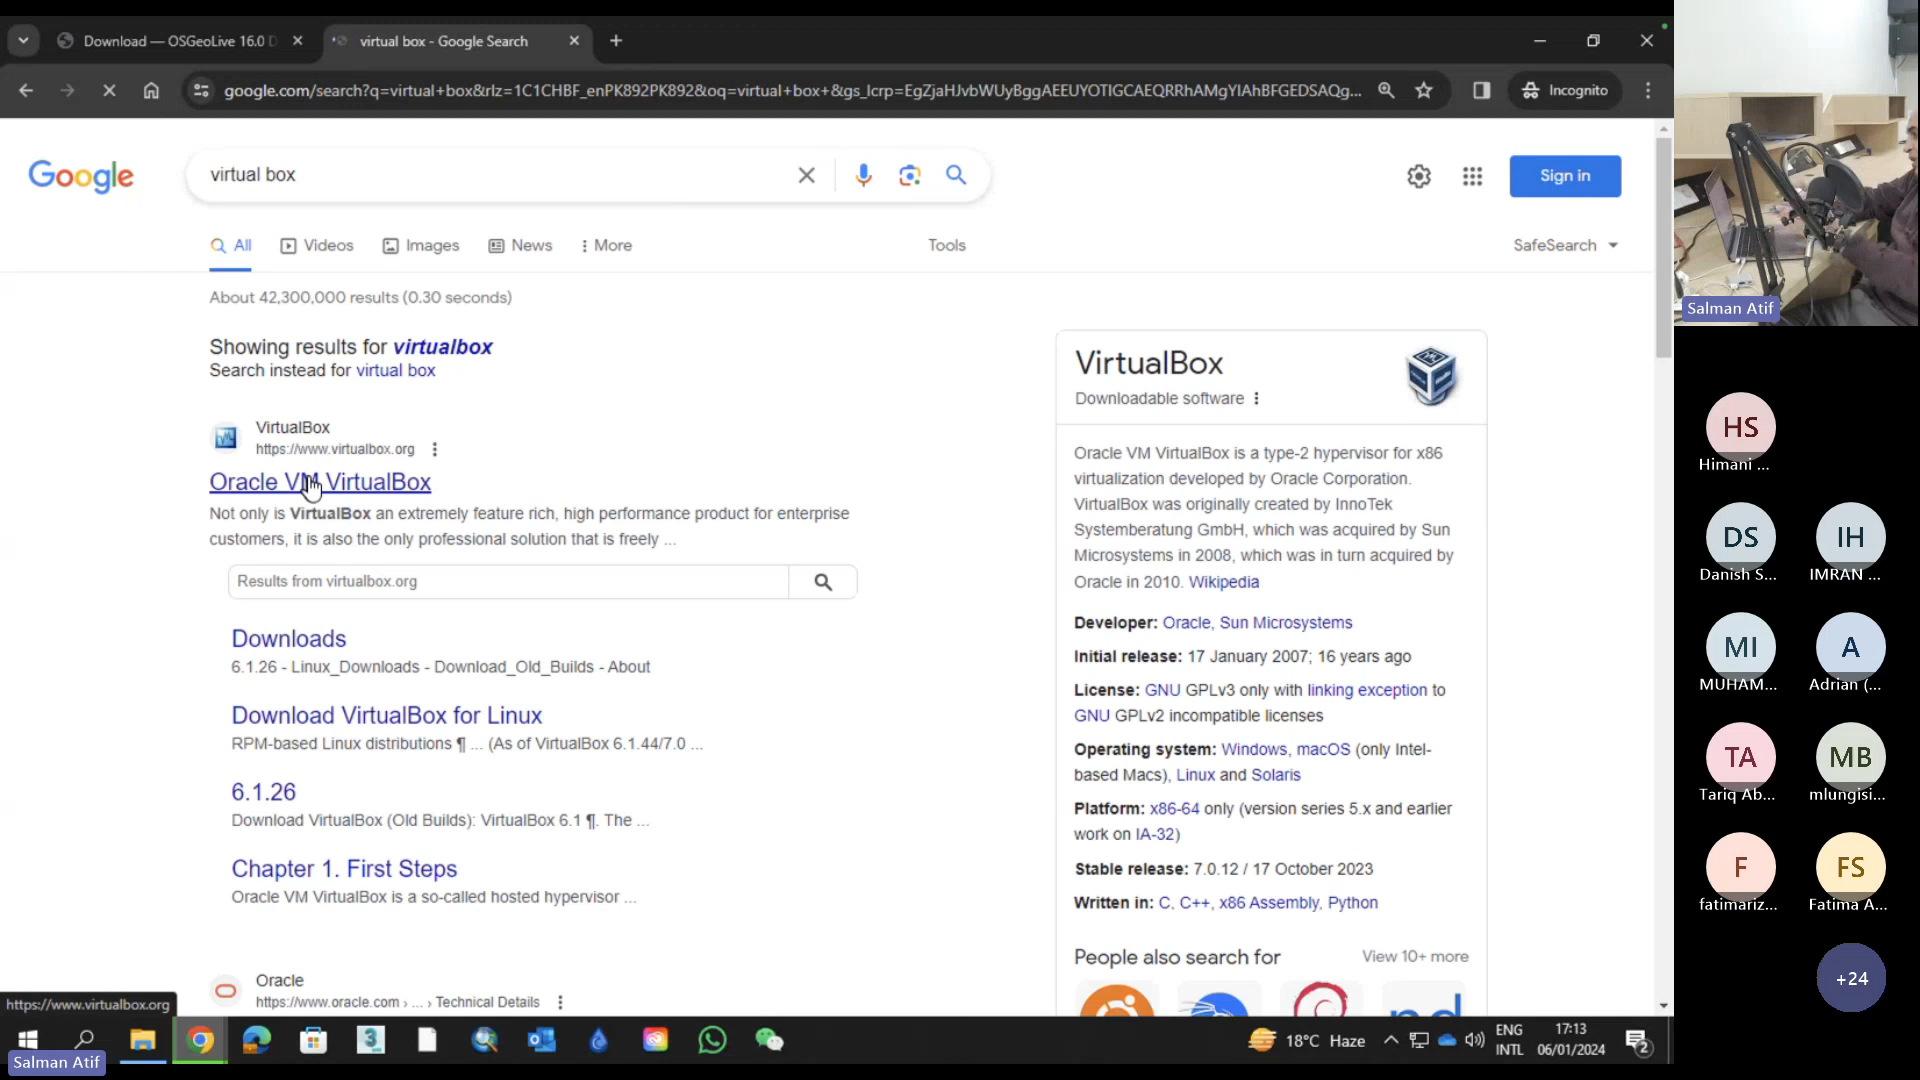 Download — OSGeoLive 16.0 D
virtual box - Google Search
google.com/search?q=virtual+box&rlz=1C1CHBF_enPK892PK892&oq=virtual+box+&gs_lcrp=EgZjaHJvbWUyBggAEEUYOTIGCAEQRRhAMgYIAhBFGEDSAQg...
Incognito
Google
virtual box
Sign in
All
Videos
Images
News
More
Tools
SafeSearch
About 42,300,000 results (0.30 seconds)
Showing results for virtualbox
Search instead for virtual box
VirtualBox
https://www.virtualbox.org
Oracle VM VirtualBox
Not only is VirtualBox an extremely feature rich, high performance product for enterprise
customers, it is also the only professional solution that is freely ...
Results from virtualbox.org
Downloads
6.1.26 - Linux_Downloads - Download_Old_Builds - About
Download VirtualBox for Linux
RPM-based Linux distributions ¶ ... (As of VirtualBox 6.1.44/7.0 ...
6.1.26
Download VirtualBox (Old Builds): VirtualBox 6.1 ¶. The ...
Chapter 1. First Steps
Oracle VM VirtualBox is a so-called hosted hypervisor ...
Oracle
https://www.oracle.com › ... › Technical Details
VirtualBox
Downloadable software
Oracle VM VirtualBox is a type-2 hypervisor for x86
virtualization developed by Oracle Corporation.
VirtualBox was originally created by InnoTek
Systemberatung GmbH, which was acquired by Sun
Microsystems in 2008, which was in turn acquired by
Oracle in 2010. Wikipedia
Developer: Oracle, Sun Microsystems
Initial release: 17 January 2007; 16 years ago
License: GNU GPLv3 only with linking exception to
GNU GPLv2 incompatible licenses
Operating system: Windows, macOS (only Intel-
based Macs), Linux and Solaris
Platform: x86-64 only (version series 5.x and earlier
work on IA-32)
Stable release: 7.0.12 / 17 October 2023
Written in: C, C++, x86 Assembly, Python
People also search for
View 10+ more
https://www.virtualbox.org
Salman Atif
18°C Haze
ENG
INTL
17:13
06/01/2024
2
Salman Atif
HS
Himani ...
DS
Danish S...
IH
IMRAN ...
MI
MUHAM...
A
Adrian (...
TA
Tariq Ab...
MB
mlungisi...
F
fatimariz...
FS
Fatima A...
+24